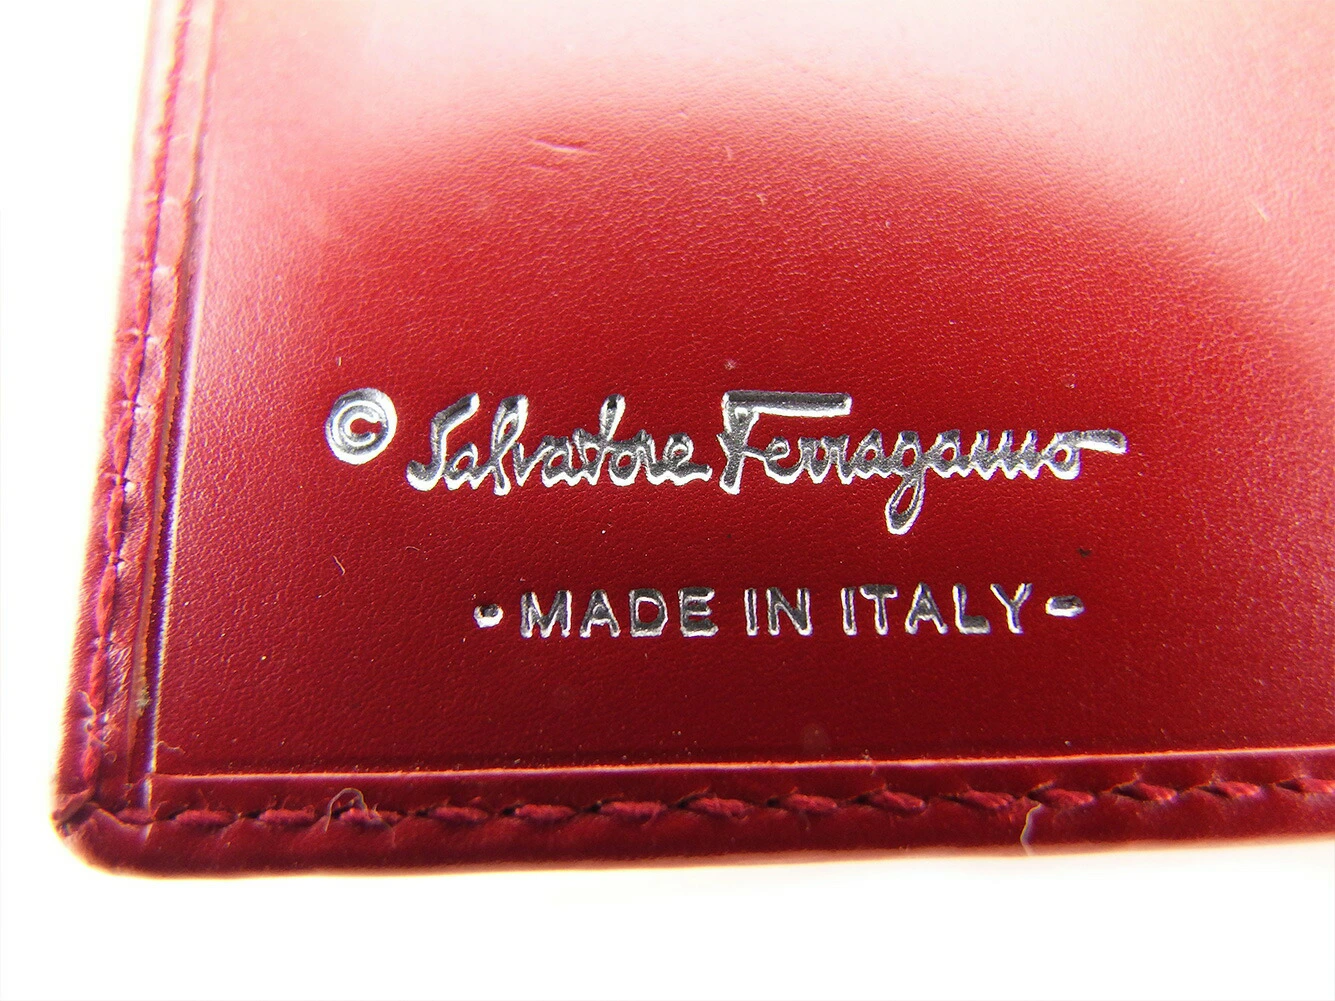 © Salvatore Ferragamo
-MADE IN ITALY-